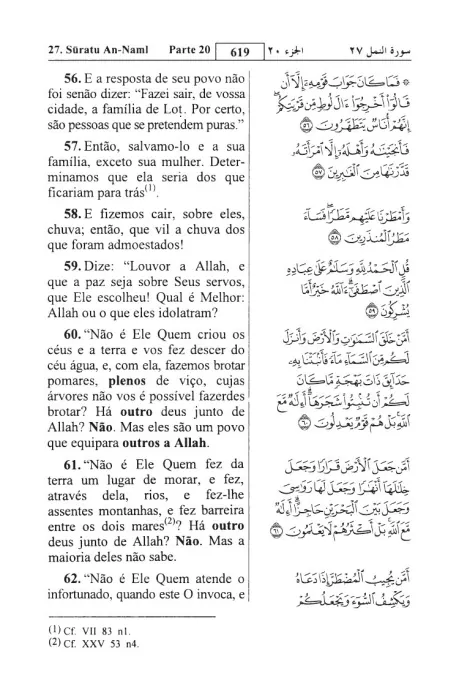 27. Sūratu An-Naml Parte 20 619 الجزء ٢٠ سورة النمل ٢٧
56. E a resposta de seu povo não
foi senão dizer: “Fazei sair, de vossa
cidade, a família de Loṭ. Por certo,
são pessoas que se pretendem puras.”
57. Então, salvamo-lo e a sua
família, exceto sua mulher. Deter-
minamos que ela seria dos que
ficariam para trás(1).
58. E fizemos cair, sobre eles,
chuva; então, que vil a chuva dos
que foram admoestados!
59. Dize: “Louvor a Allah, e
que a paz seja sobre Seus servos,
que Ele escolheu! Qual é Melhor:
Allah ou o que eles idolatram?
60. “Não é Ele Quem criou os
céus e a terra e vos fez descer do
céu água, e, com ela, fazemos brotar
pomares, plenos de viço, cujas
árvores não vos é possível fazerdes
brotar? Há outro deus junto de
Allah? Não. Mas eles são um povo
que equipara outros a Allah.
61. “Não é Ele Quem fez da
terra um lugar de morar, e fez,
através dela, rios, e fez-lhe
assentes montanhas, e fez barreira
entre os dois mares(2)? Há outro
deus junto de Allah? Não. Mas a
maioria deles não sabe.
62. “Não é Ele Quem atende o
infortunado, quando este O invoca, e
۞ فَمَا كَانَ جَوَابَ قَوْمِهِۦٓ إِلَّآ أَن
قَالُوٓا۟ أَخْرِجُوٓا۟ ءَالَ لُوطٍ مِّن قَرْيَتِكُمْ
إِنَّهُمْ أُنَاسٌ يَتَطَهَّرُونَ ٥٦
فَأَنجَيْنَٰهُ وَأَهْلَهُۥٓ إِلَّا ٱمْرَأَتَهُۥ
قَدَّرْنَٰهَا مِنَ ٱلْغَٰبِرِينَ ٥٧
وَأَمْطَرْنَا عَلَيْهِم مَّطَرًا فَسَآءَ
مَطَرُ ٱلْمُنذَرِينَ ٥٨
قُلِ ٱلْحَمْدُ لِلَّهِ وَسَلَٰمٌ عَلَىٰ عِبَادِهِ
ٱلَّذِينَ ٱصْطَفَىٰٓ ءَآللَّهُ خَيْرٌ أَمَّا
يُشْرِكُونَ ٥٩
أَمَّنْ خَلَقَ ٱلسَّمَٰوَٰتِ وَٱلْأَرْضَ وَأَنزَلَ
لَكُم مِّنَ ٱلسَّمَآءِ مَآءً فَأَنۢبَتْنَا بِهِۦ
حَدَآئِقَ ذَاتَ بَهْجَةٍ مَّا كَانَ
لَكُمْ أَن تُنۢبِتُوا۟ شَجَرَهَآ أَءِلَٰهٌ مَّعَ
ٱللَّهِ بَلْ هُمْ قَوْمٌ يَعْدِلُونَ ٦٠
أَمَّن جَعَلَ ٱلْأَرْضَ قَرَارًا وَجَعَلَ
خِلَٰلَهَآ أَنْهَٰرًا وَجَعَلَ لَهَا رَوَٰسِيَ
وَجَعَلَ بَيْنَ ٱلْبَحْرَيْنِ حَاجِزًا أَءِلَٰهٌ
مَّعَ ٱللَّهِ بَلْ أَكْثَرُهُمْ لَا يَعْلَمُونَ ٦١
أَمَّن يُجِيبُ ٱلْمُضْطَرَّ إِذَا دَعَاهُ
وَيَكْشِفُ ٱلسُّوٓءَ وَيَجْعَلُكُمْ
(1) Cf. VII 83 n1.
(2) Cf. XXV 53 n4.